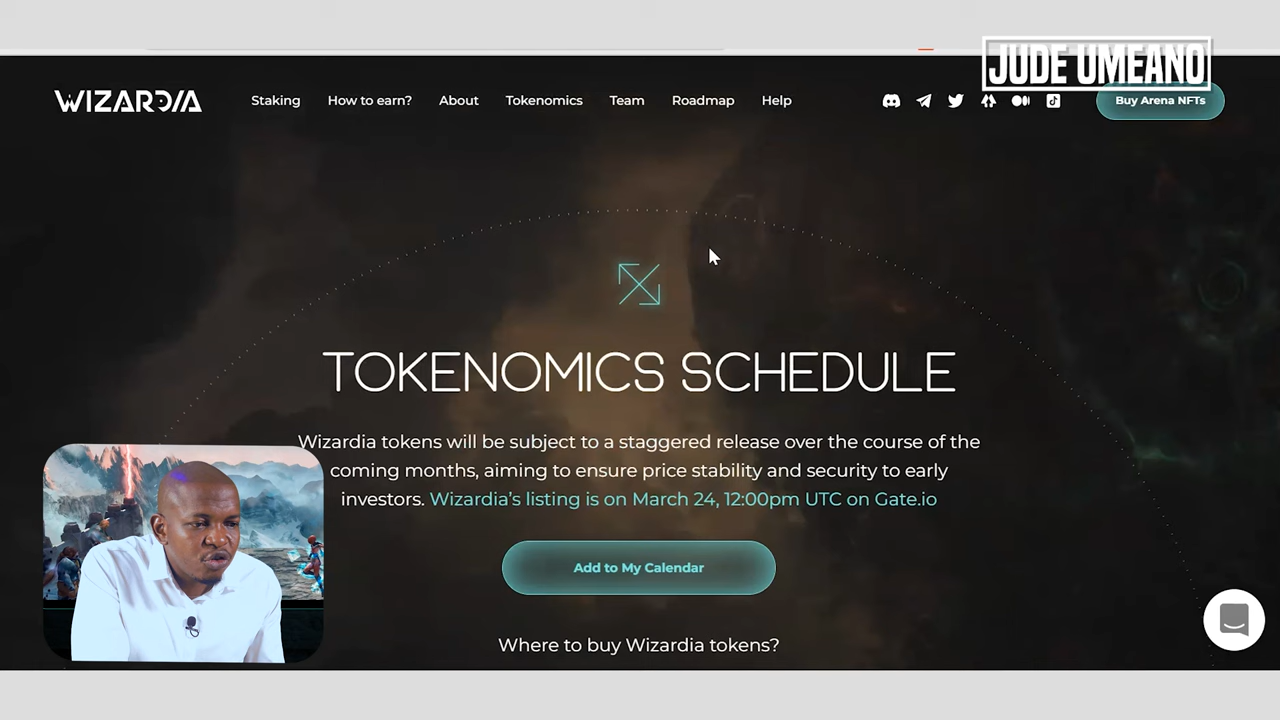 JUDE UMEANO
WIZARDIA
Staking
How to earn?
About
Tokenomics
Team
Roadmap
Help
Buy Arena NFTs
TOKENOMICS SCHEDULE
Wizardia tokens will be subject to a staggered release over the course of the
coming months, aiming to ensure price stability and security to early
investors. Wizardia’s listing is on March 24, 12:00pm UTC on Gate.io
Add to My Calendar
Where to buy Wizardia tokens?